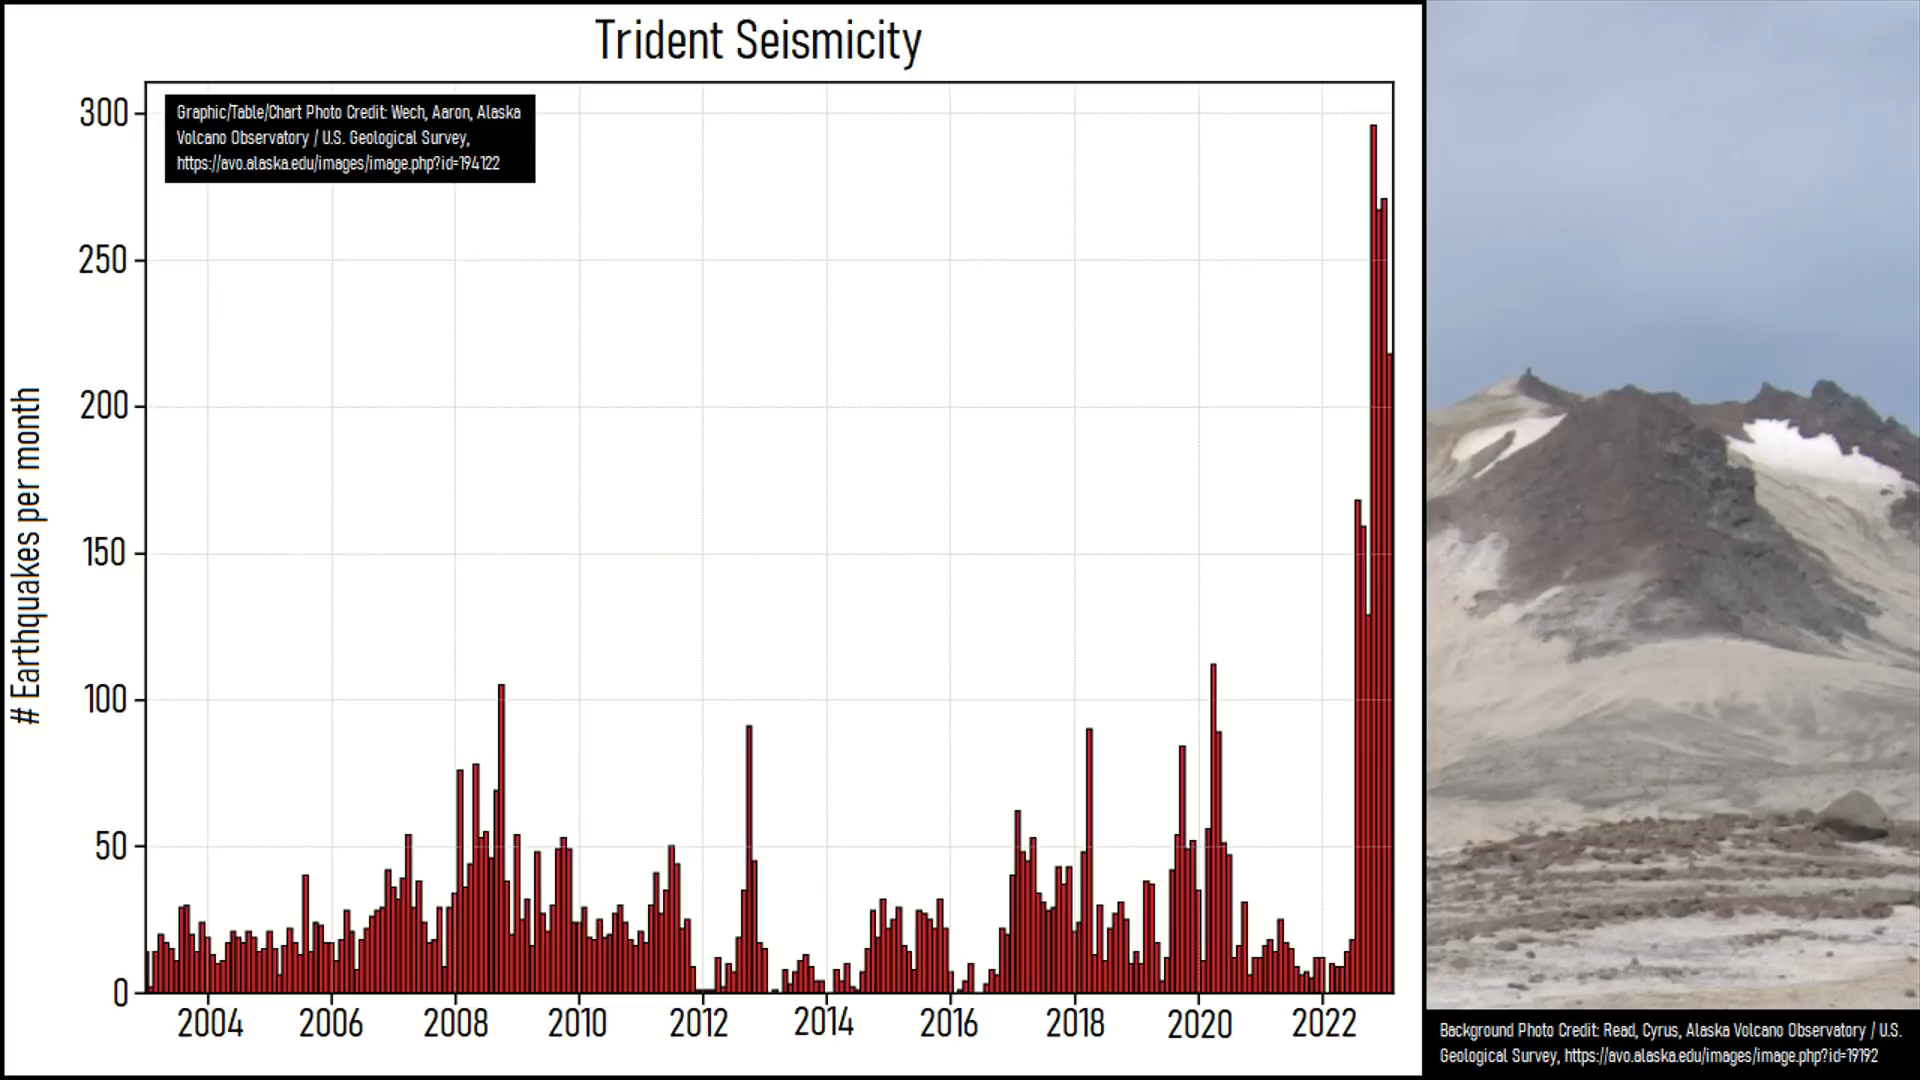 Trident Seismicity
Graphic/Table/Chart Photo Credit: Wech, Aaron, Alaska
Volcano Observatory / U.S. Geological Survey,
https://avo.alaska.edu/images/image.php?id=194122
# Earthquakes per month
300
250
200
150
100
50
0
2004 2006 2008 2010 2012 2014 2016 2018 2020 2022
Background Photo Credit: Read, Cyrus, Alaska Volcano Observatory / U.S.
Geological Survey, https://avo.alaska.edu/images/image.php?id=19192